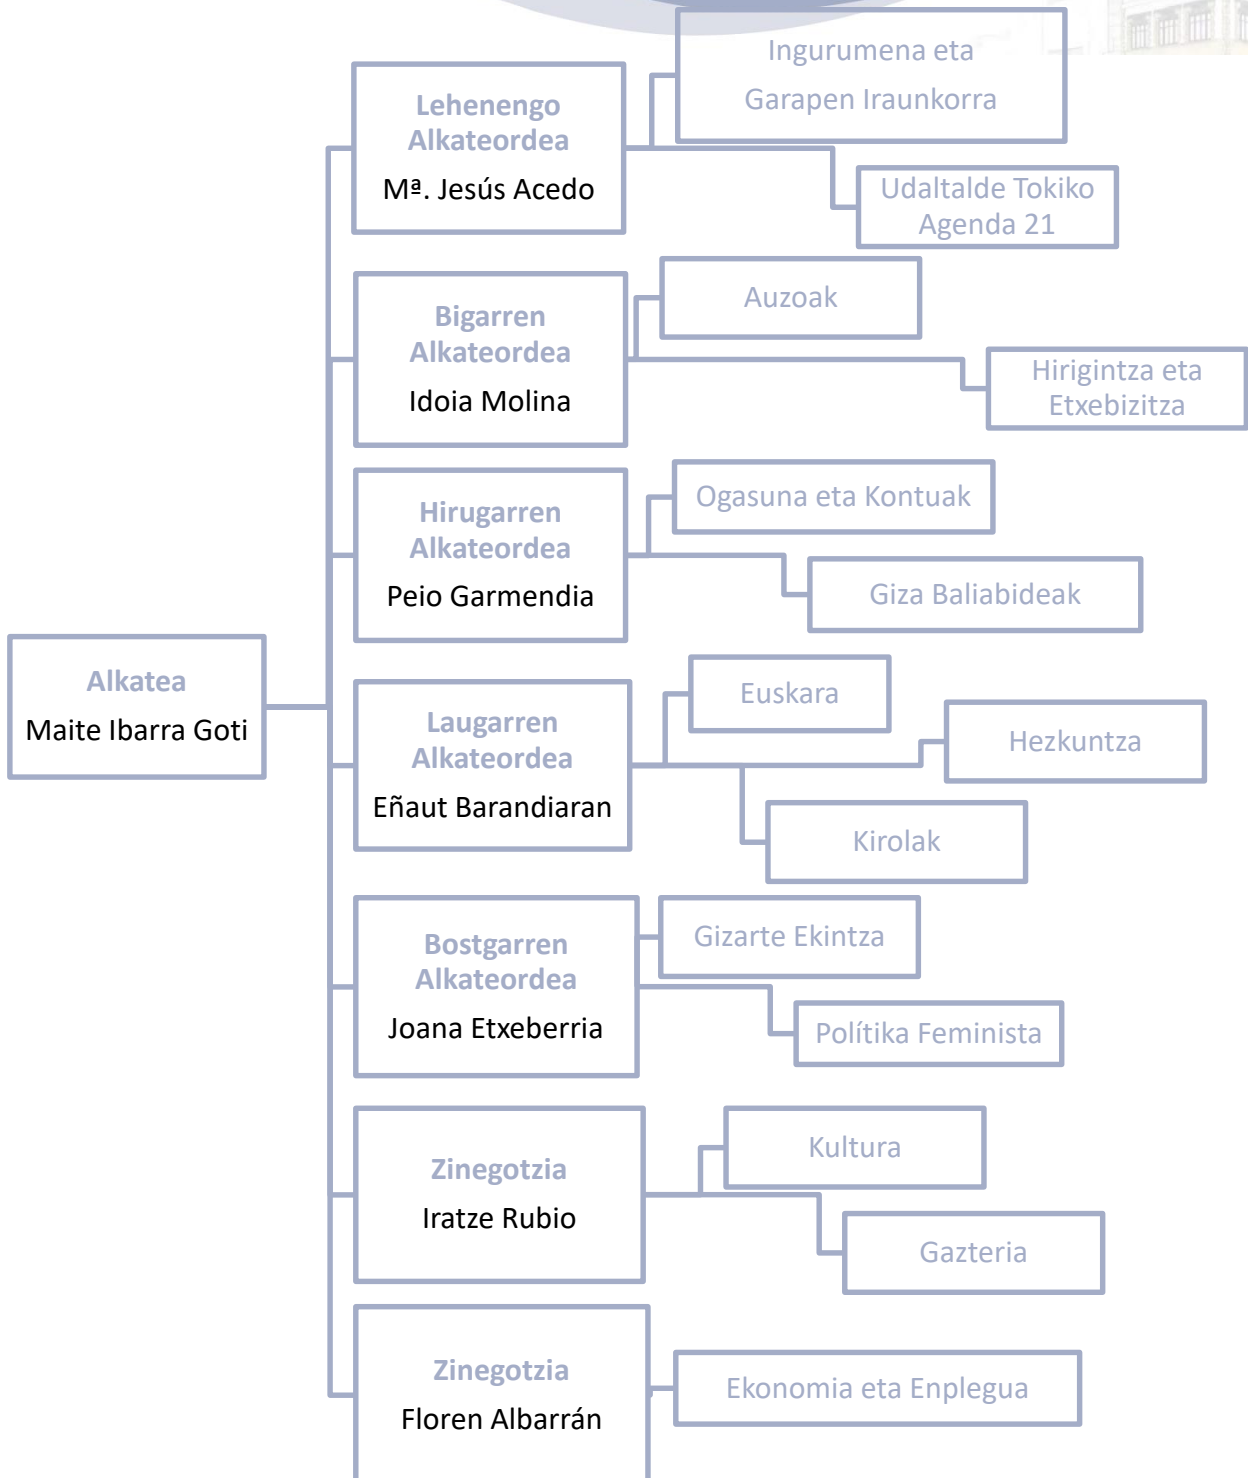 Ingurumena eta
Garapen Iraunkorra
Lehenengo
Alkateordea
Mª. Jesús Acedo
Udaltalde Tokiko
Agenda 21
Bigarren
Alkateordea
Idoia Molina
Auzoak
Hirigintza eta
Etxebizitza
Hirugarren
Alkateordea
Peio Garmendia
Ogasuna eta Kontuak
Giza Baliabideak
Alkatea
Maite Ibarra Goti
Laugarren
Alkateordea
Eñaut Barandiaran
Euskara
Hezkuntza
Kirolak
Bostgarren
Alkateordea
Joana Etxeberria
Gizarte Ekintza
Polítika Feminista
Zinegotzia
Iratze Rubio
Kultura
Gazteria
Zinegotzia
Floren Albarrán
Ekonomia eta Enplegua